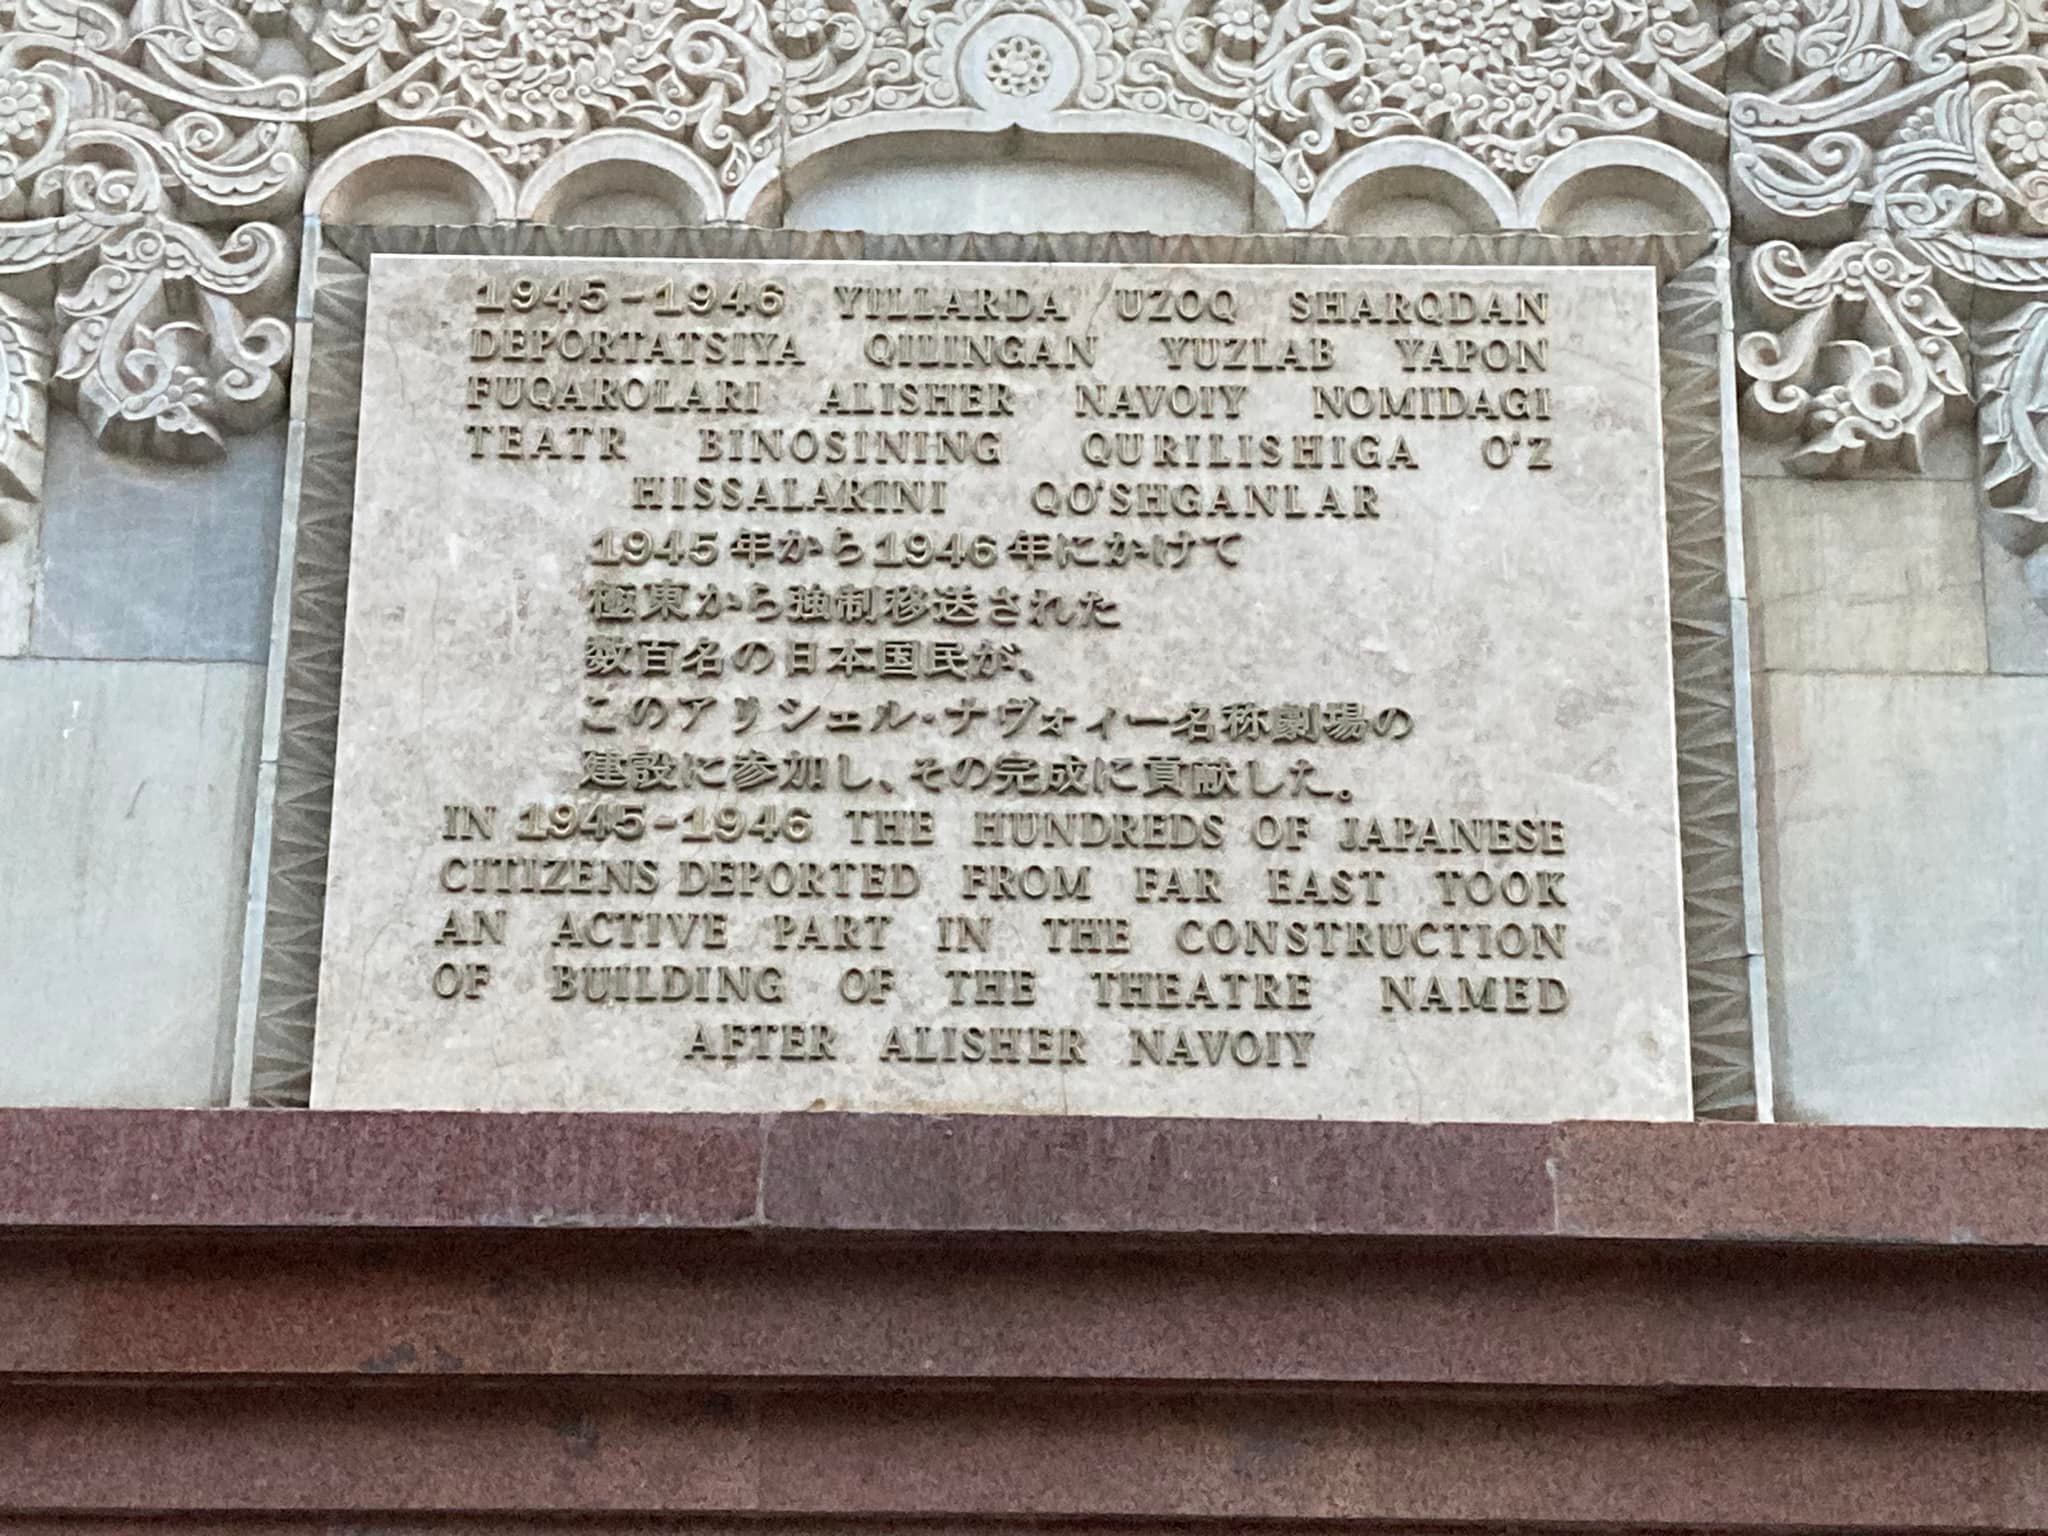 1945-1946 YILLARDA UZOQ SHARQDAN
DEPORTATSIYA QILINGAN YUZLAB YAPON
FUQAROLARI ALISHER NAVOIY NOMIDAGI
TEATR BINOSINING QURILISHIGA O‘Z
HISSALARINI QO‘SHGANLAR
1945年から1946年にかけて
極東から強制移送された
数百名の日本国民が、
このアリシェル・ナヴォィー名称劇場の
建設に参加し、その完成に貢献した。
IN 1945-1946 THE HUNDREDS OF JAPANESE
CITIZENS DEPORTED FROM FAR EAST TOOK
AN ACTIVE PART IN THE CONSTRUCTION
OF BUILDING OF THE THEATRE NAMED
AFTER ALISHER NAVOIY